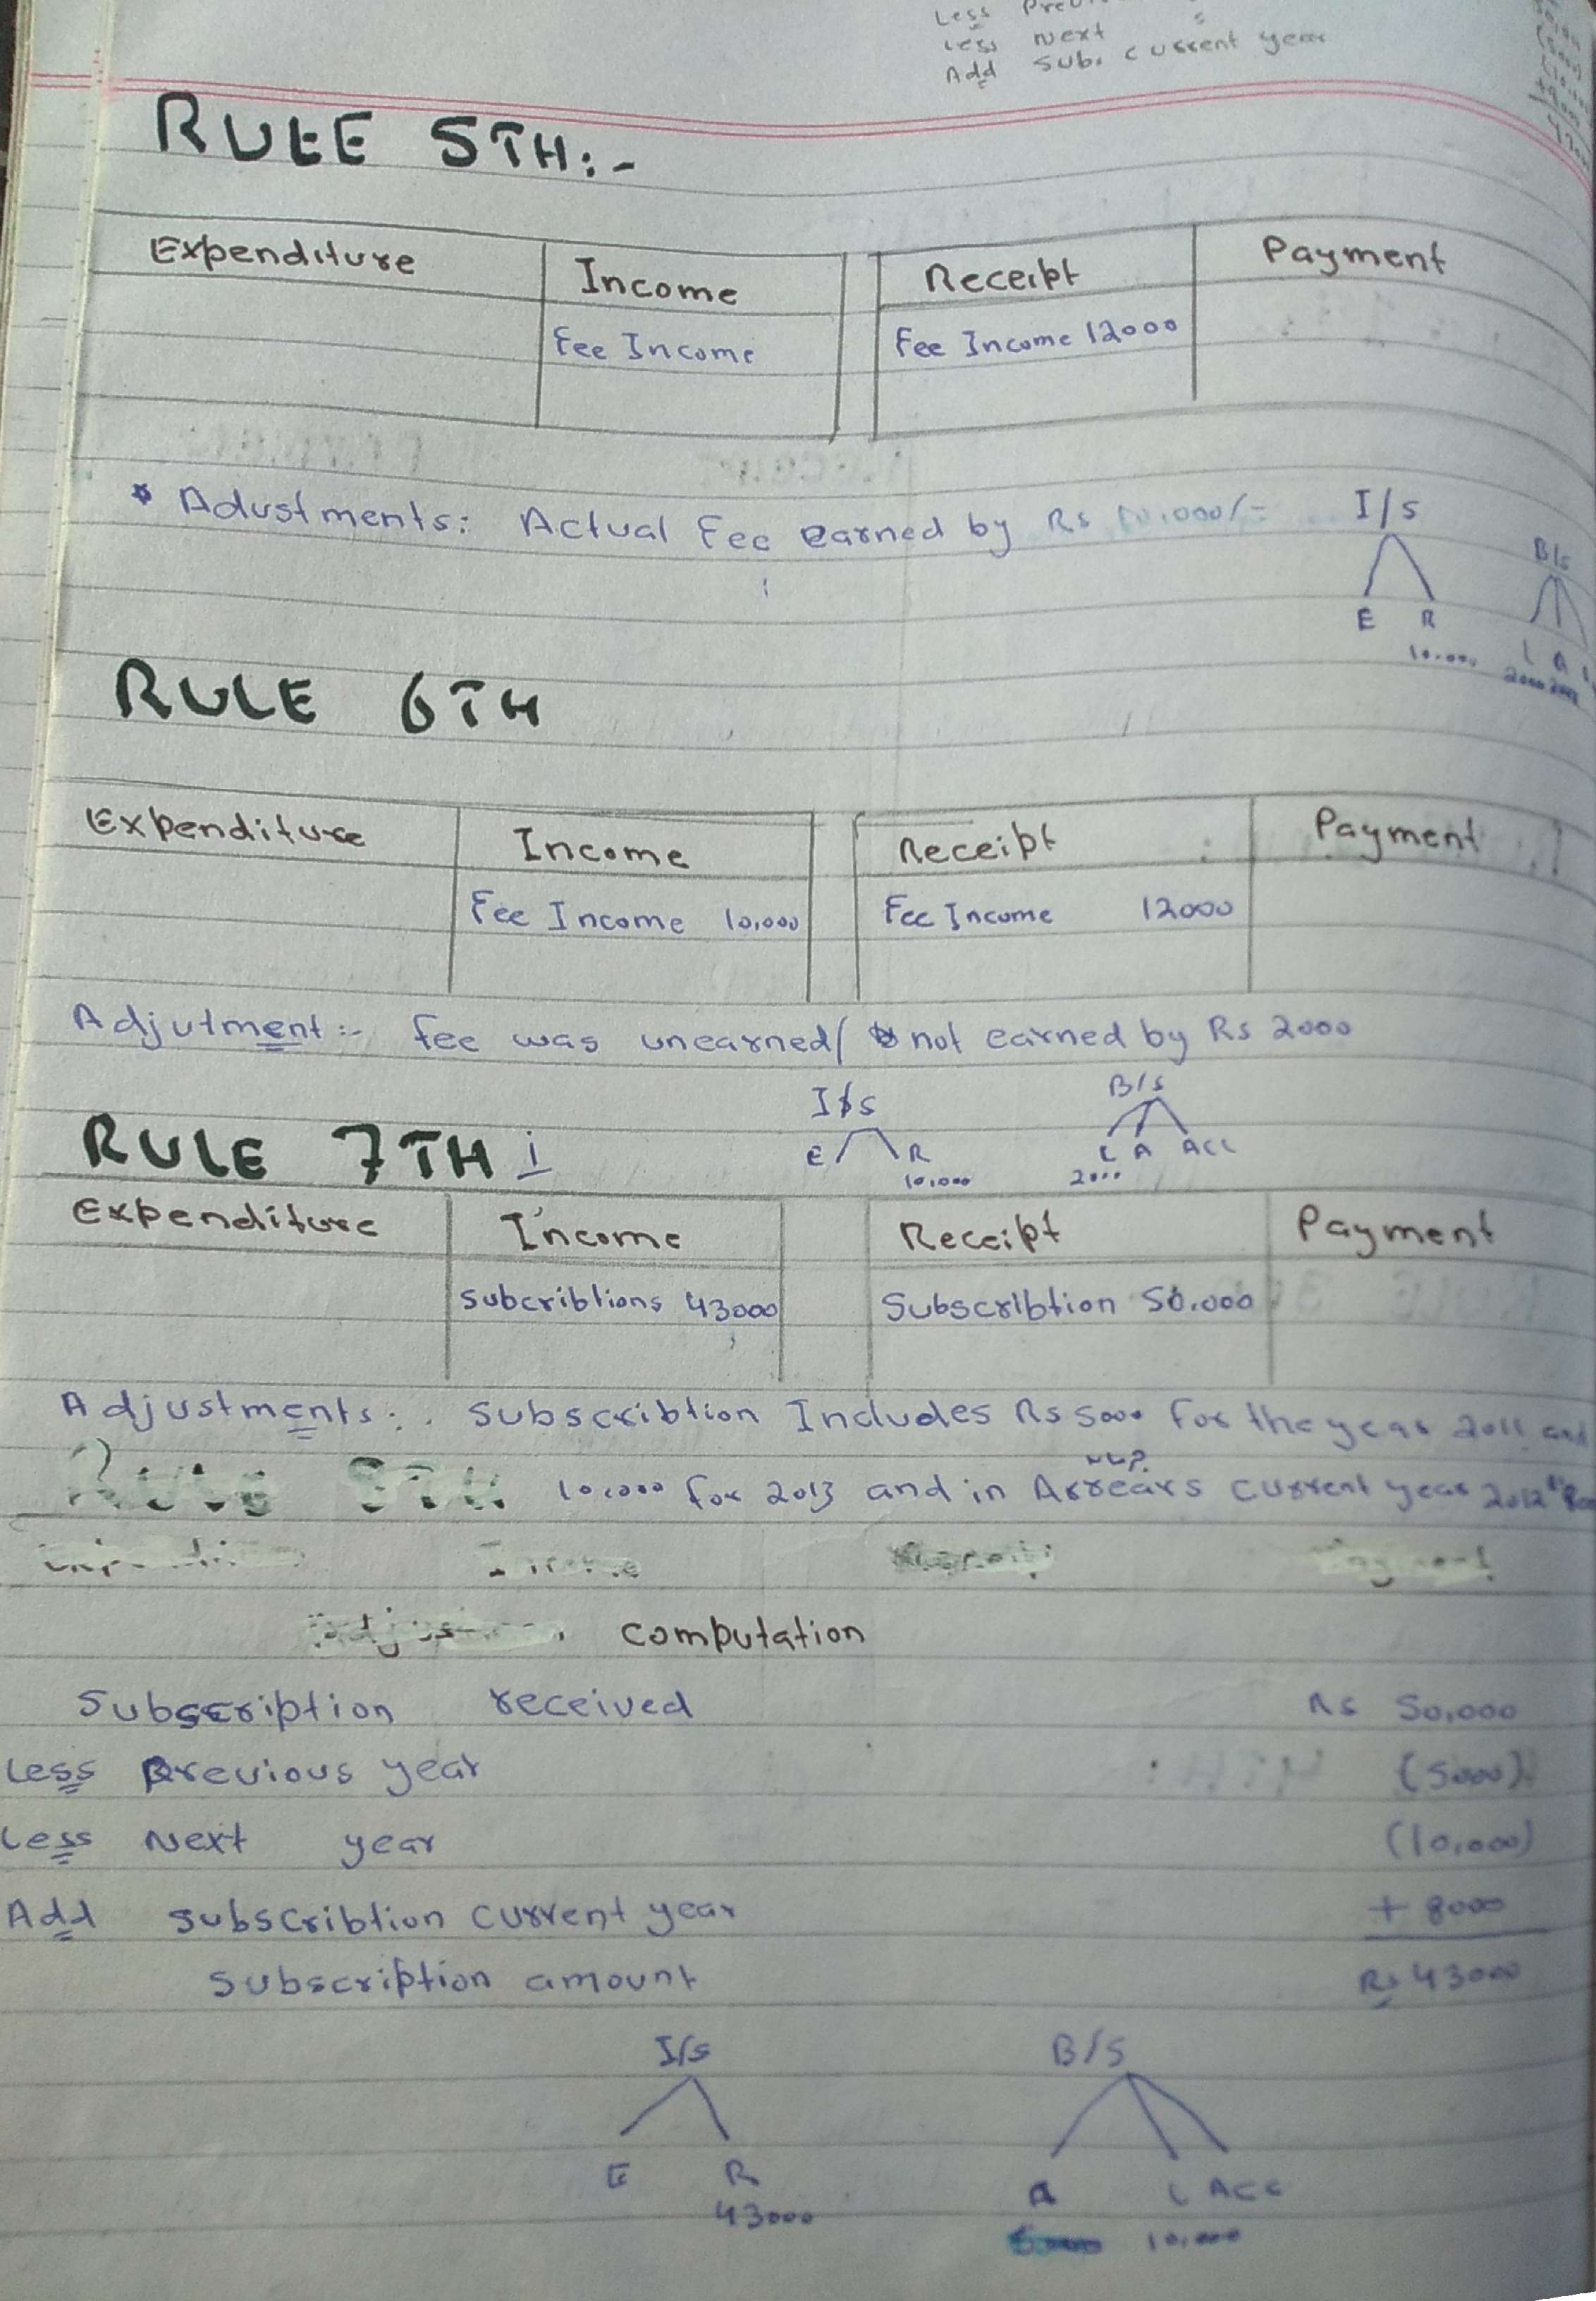 Less
Less Next
Add Sub. current year
RULE 5TH:-
Expenditure Income Receipt Payment
Fee Income Fee Income 12000
Adustments: Actual Fee earned by Rs 10,000/=
I/S
B/S
E R
10,000 L A
2000
RULE 6TH
Expenditure Income Receipt Payment
Fee Income 10,000 Fee Income 12000
Adjutment:- Fee was unearned/ not earned by Rs 2000
I/S B/S
RULE 7TH :
E R L A ACC
10,000 2000
Expenditure Income Receipt Payment
Subcribtions 43000 Subscribtion 50,000
Adjustments: Subscribtion Includes Rs 5000 For the year 2011 and
RULE 8TH 10,000 for 2013 and in Arrears current year 2012
Income Receipt Payment
computation
Subscription received Rs 50,000
Less Previous year (5000)
Less Next year (10,000)
Add subscribtion current year + 8000
Subscription amount Rs 43000
I/S B/S
E R A L ACC
43000 10,000